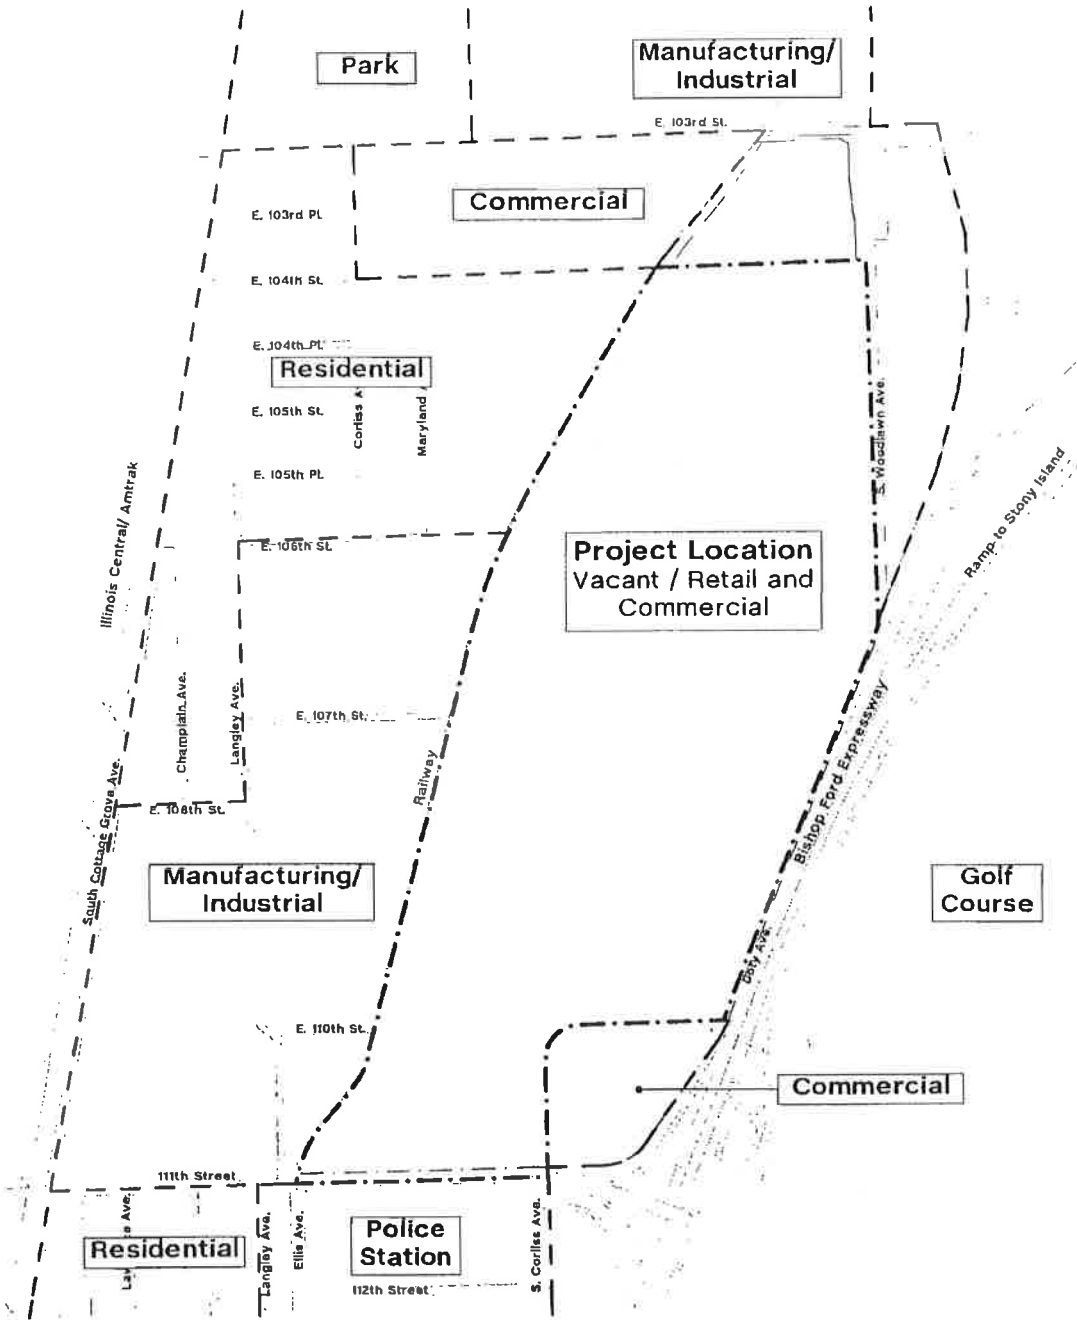 Park
Manufacturing/
Industrial
E. 103rd St.
Commercial
E. 103rd Pl.
E. 104th St.
E. 104th Pl.
Residential
E. 105th St.
Corliss
Maryland
S. Woodlawn Ave.
E. 105th Pl.
Illinois Central/ Amtrak
Ramp to Stony Island
E. 106th St.
Project Location
Vacant / Retail and
Commercial
Champlain Ave.
Langley Ave.
E. 107th St.
Railway
Bishop Ford Expressway
South Cottage Grove Ave.
E. 108th St.
Manufacturing/
Industrial
Golf
Course
Doty Ave.
E. 110th St.
Commercial
111th Street
Residential
Langley Ave.
Ellis Ave.
Police
Station
S. Corliss Ave.
112th Street